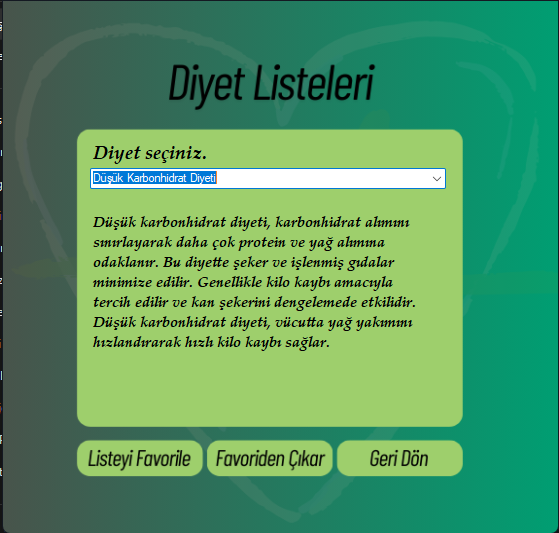 Diyet Listeleri
Diyet seçiniz.
Düşük Karbonhidrat Diyeti
Düşük karbonhidrat diyeti, karbonhidrat alımını
sınırlayarak daha çok protein ve yağ alımına
odaklanır. Bu diyette şeker ve işlenmiş gıdalar
minimize edilir. Genellikle kilo kaybı amacıyla
tercih edilir ve kan şekerini dengelemede etkilidir.
Düşük karbonhidrat diyeti, vücutta yağ yakımını
hızlandırarak hızlı kilo kaybı sağlar.
Listeyi Favorile
Favoriden Çıkar
Geri Dön